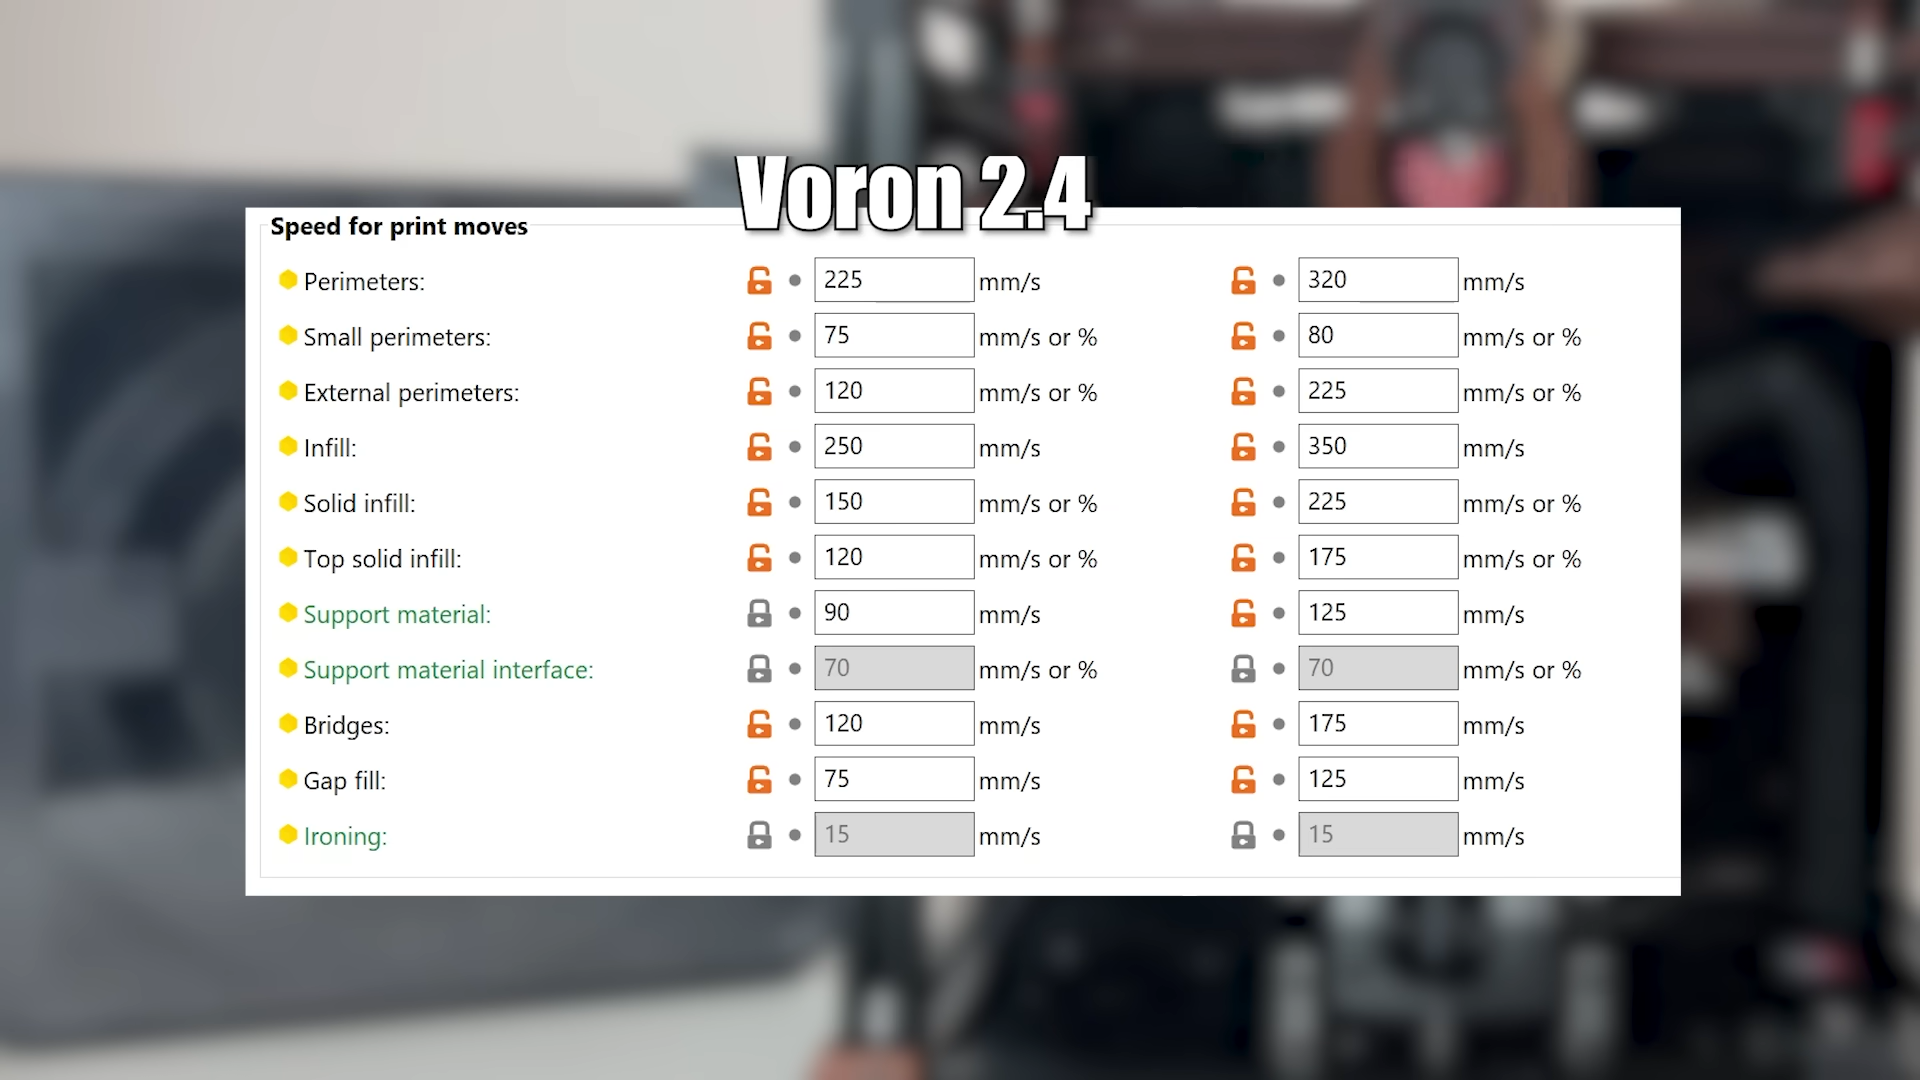 Voron 2.4
Speed for print moves
Perimeters: 225 mm/s 320 mm/s
Small perimeters: 75 mm/s or % 80 mm/s or %
External perimeters: 120 mm/s or % 225 mm/s or %
Infill: 250 mm/s 350 mm/s
Solid infill: 150 mm/s or % 225 mm/s or %
Top solid infill: 120 mm/s or % 175 mm/s or %
Support material: 90 mm/s 125 mm/s
Support material interface: 70 mm/s or % 70 mm/s or %
Bridges: 120 mm/s 175 mm/s
Gap fill: 75 mm/s 125 mm/s
Ironing: 15 mm/s 15 mm/s